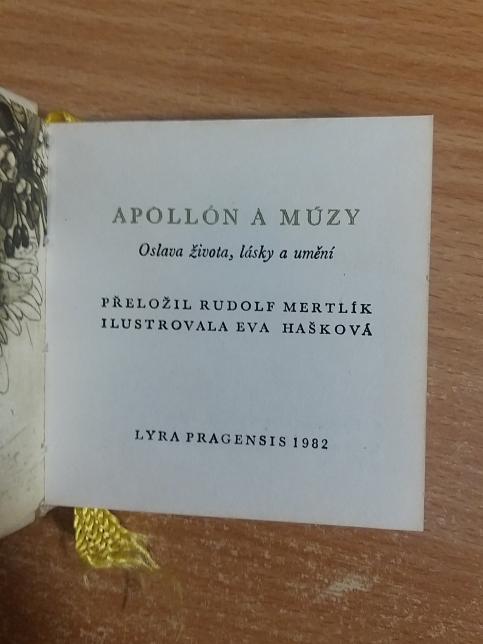 APOLLÓN A MÚZY
Oslava života, lásky a umění
PŘELOŽIL RUDOLF MERTLÍK
ILUSTROVALA EVA HAŠKOVÁ
LYRA PRAGENSIS 1982